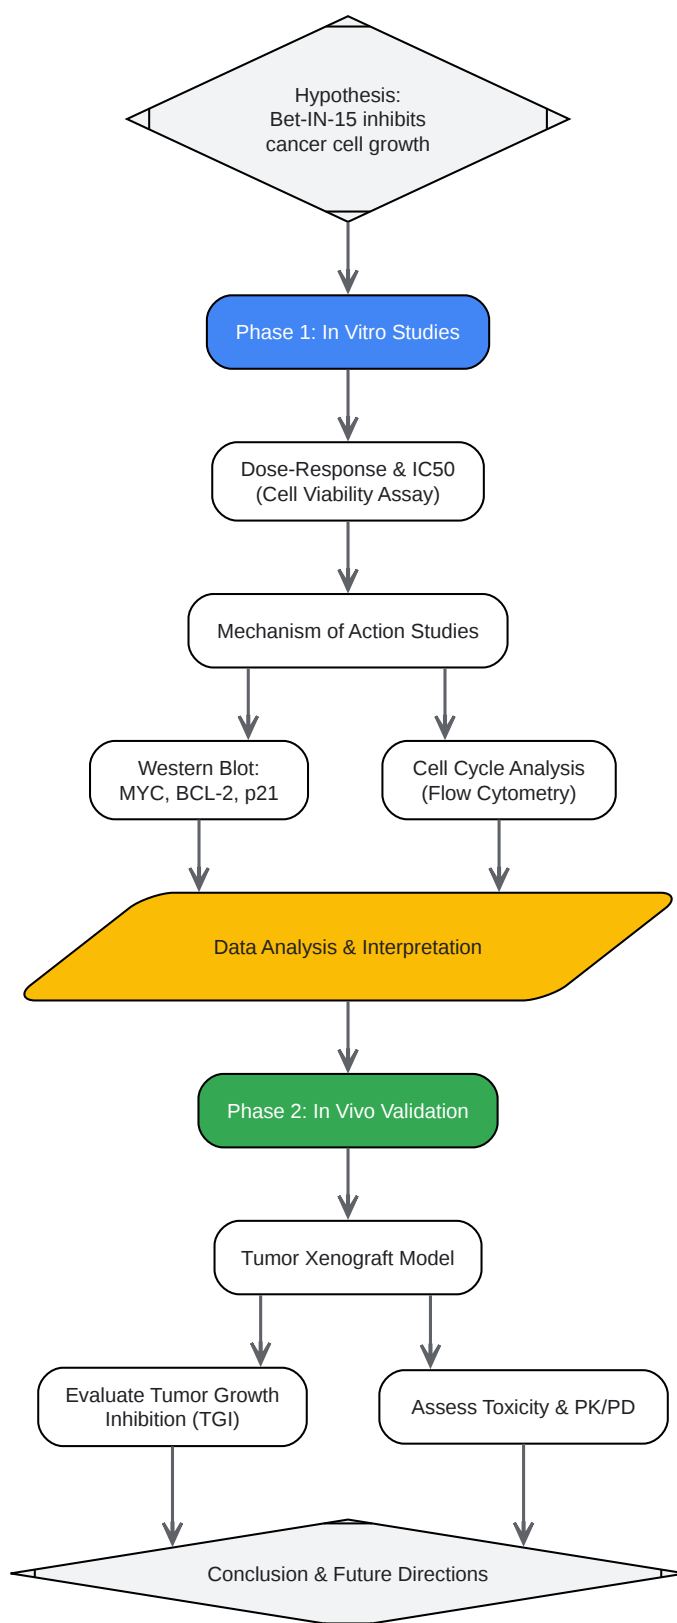 Hypothesis:
Bet-IN-15 inhibits
cancer cell growth
Phase 1: In Vitro Studies
Dose-Response & IC50
(Cell Viability Assay)
Mechanism of Action Studies
Western Blot:
MYC, BCL-2, p21
Cell Cycle Analysis
(Flow Cytometry)
Data Analysis & Interpretation
Phase 2: In Vivo Validation
Tumor Xenograft Model
Evaluate Tumor Growth
Inhibition (TGI)
Assess Toxicity & PK/PD
Conclusion & Future Directions